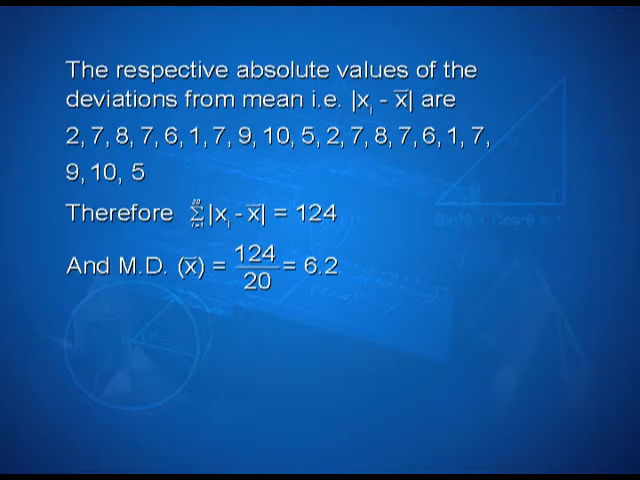 The respective absolute values of the
deviations from mean i.e. |xᵢ - x̅| are
2, 7, 8, 7, 6, 1, 7, 9, 10, 5, 2, 7, 8, 7, 6, 1, 7,
9, 10, 5
Therefore ∑²⁰ᵢ₌₁ |xᵢ - x̅| = 124
And M.D. (x̅) = 124/20 = 6.2